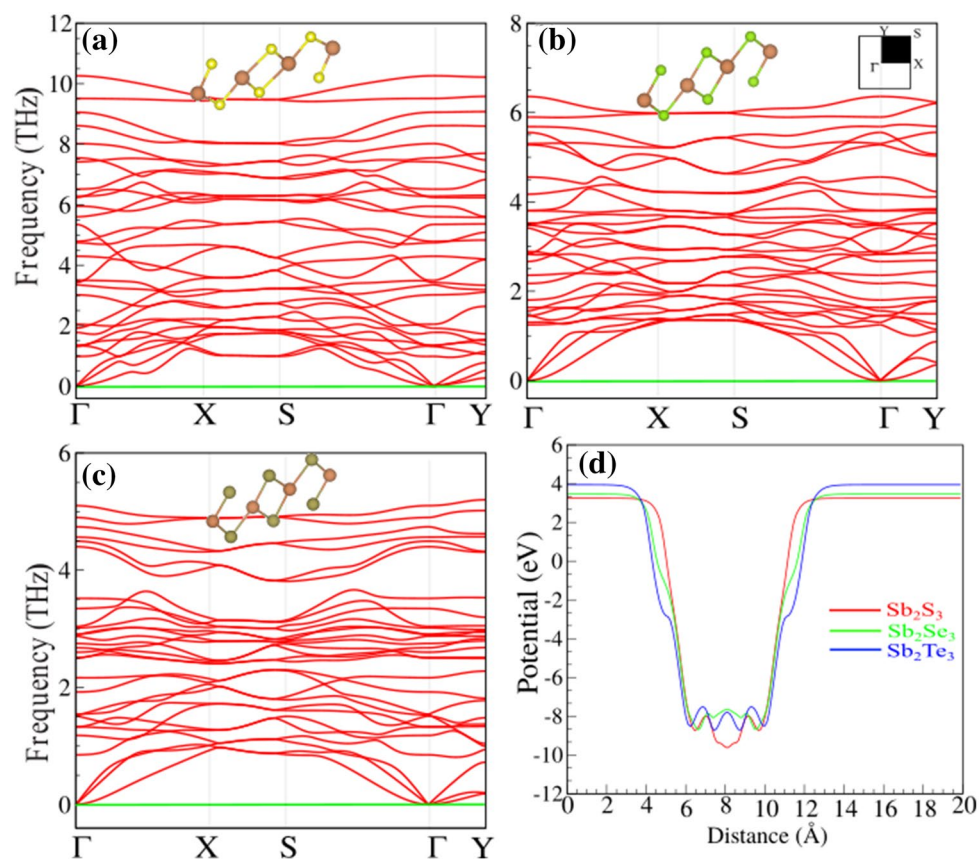 (a)
12
10
8
6
4
2
0
Frequency (THz)
Γ X S Γ Y
(b)
8
6
4
2
0
Y S
Γ X
Γ X S Γ Y
(c)
6
4
2
0
Frequency (THz)
Γ X S Γ Y
(d)
6
4
2
0
-2
-4
-6
-8
-10
-12
Potential (eV)
Sb₂S₃
Sb₂Se₃
Sb₂Te₃
0 2 4 6 8 10 12 14 16 18 20
Distance (Å)